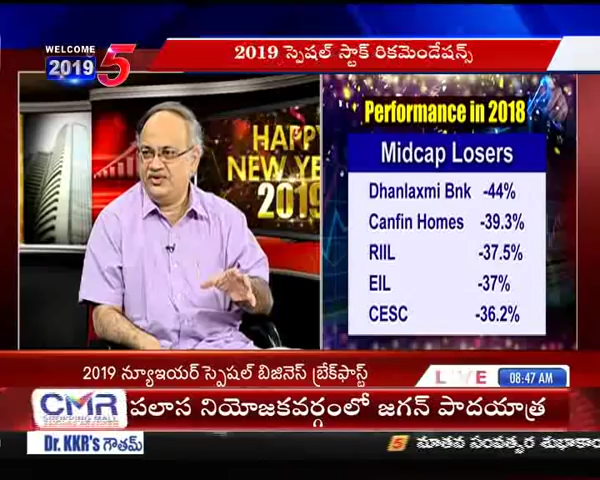 WELCOME
2019
5
2019 స్పెషల్ స్టాక్ రికమెండేషన్స్
HAPPY
NEW YE
2019
Performance in 2018
Midcap Losers
Dhanlaxmi Bnk -44%
Canfin Homes -39.3%
RIIL -37.5%
EIL -37%
CESC -36.2%
2019 న్యూఇయర్ స్పెషల్ బిజినెస్ బ్రేక్‌ఫాస్ట్
LIVE
08:47 AM
CMR
SHOPPING MALL
పలాస నియోజకవర్గంలో జగన్ పాదయాత్ర
Dr. KKR's గౌతమ్
5 నూతన సంవత్సర శుభాకాం